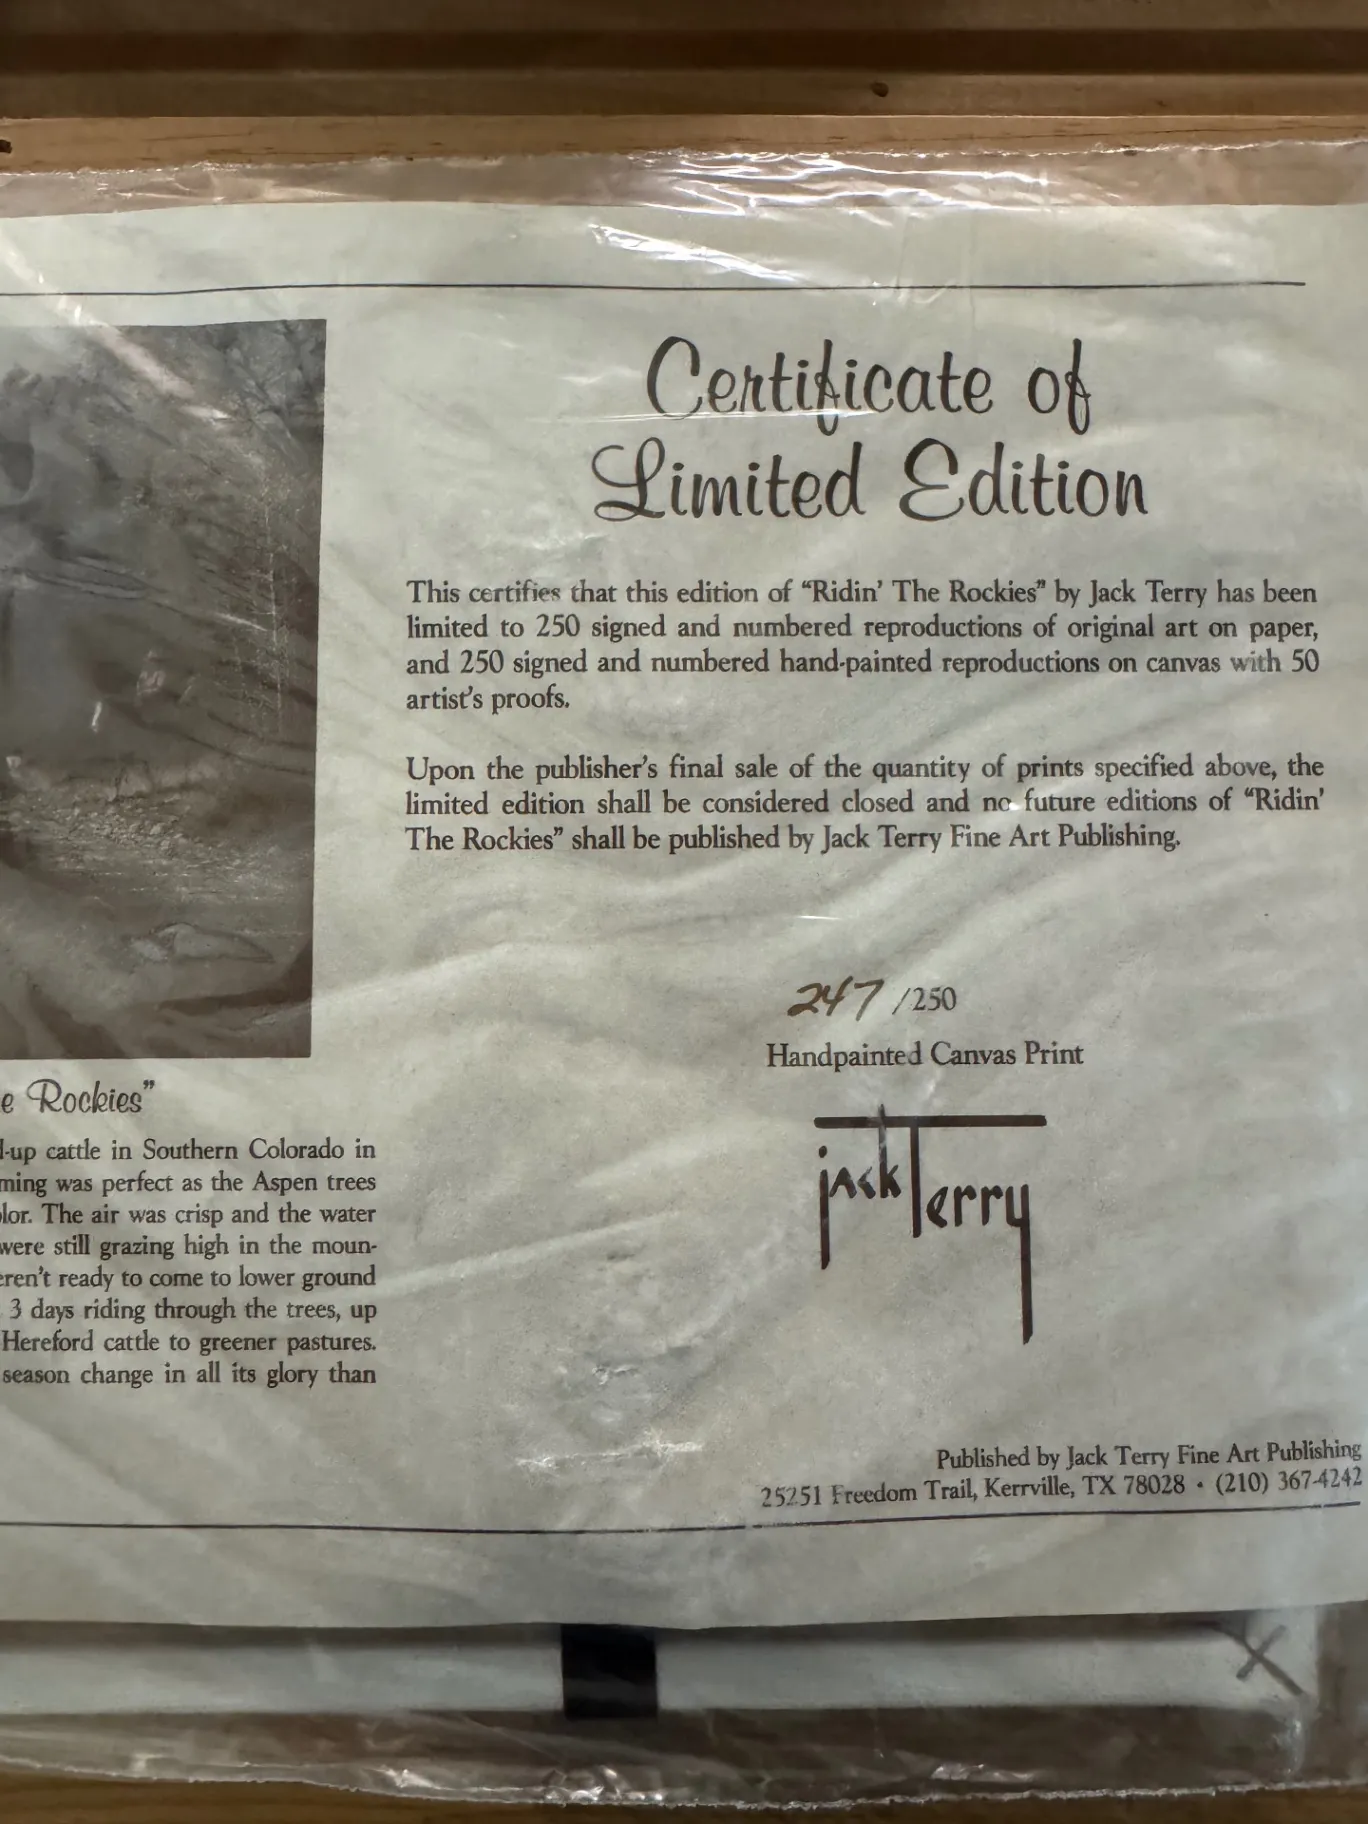 Certificate of
Limited Edition
This certifies that this edition of “Ridin’ The Rockies” by Jack Terry has been
limited to 250 signed and numbered reproductions of original art on paper,
and 250 signed and numbered hand-painted reproductions on canvas with 50
artist’s proofs.
Upon the publisher’s final sale of the quantity of prints specified above, the
limited edition shall be considered closed and no future editions of “Ridin’
The Rockies” shall be published by Jack Terry Fine Art Publishing.
247 /250
Handpainted Canvas Print
jack Terry
e Rockies”
-up cattle in Southern Colorado in
ming was perfect as the Aspen trees
lor. The air was crisp and the water
were still grazing high in the moun-
eren’t ready to come to lower ground
3 days riding through the trees, up
Hereford cattle to greener pastures.
season change in all its glory than
Published by Jack Terry Fine Art Publishing
25251 Freedom Trail, Kerrville, TX 78028 • (210) 367-4242
X